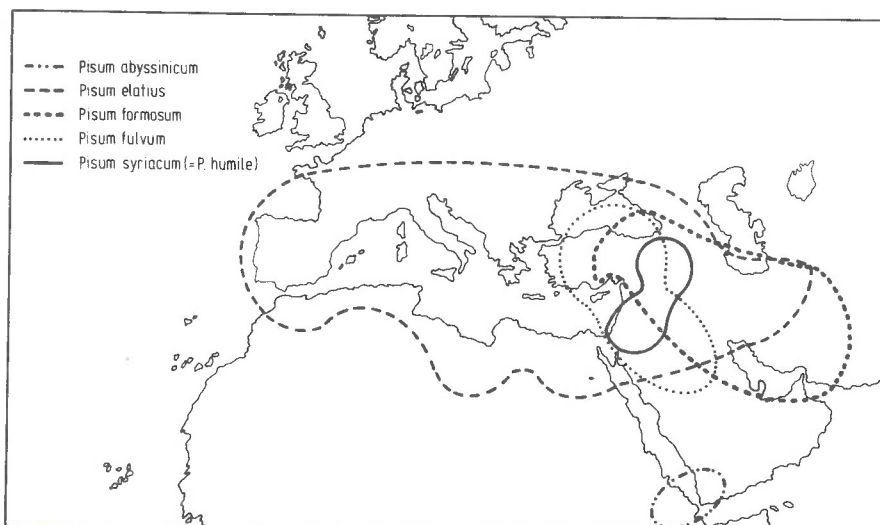 Pisum abyssinicum
Pisum elatius
Pisum formosum
Pisum fulvum
Pisum syriacum (= P. humile)